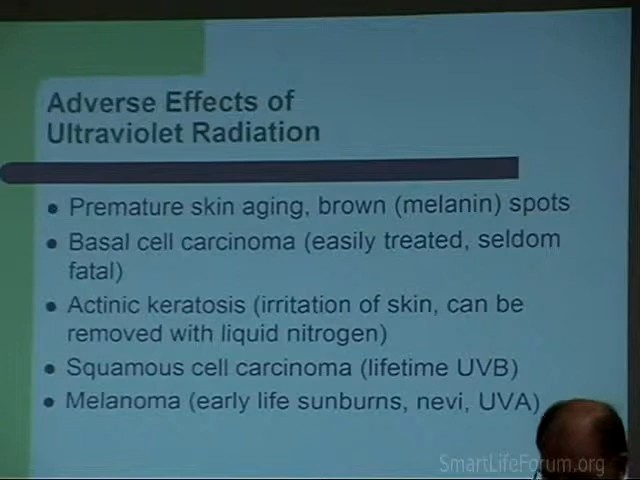 Adverse Effects of
Ultraviolet Radiation
• Premature skin aging, brown (melanin) spots
• Basal cell carcinoma (easily treated, seldom
fatal)
• Actinic keratosis (irritation of skin, can be
removed with liquid nitrogen)
• Squamous cell carcinoma (lifetime UVB)
• Melanoma (early life sunburns, nevi, UVA)
SmartLifeForum.org